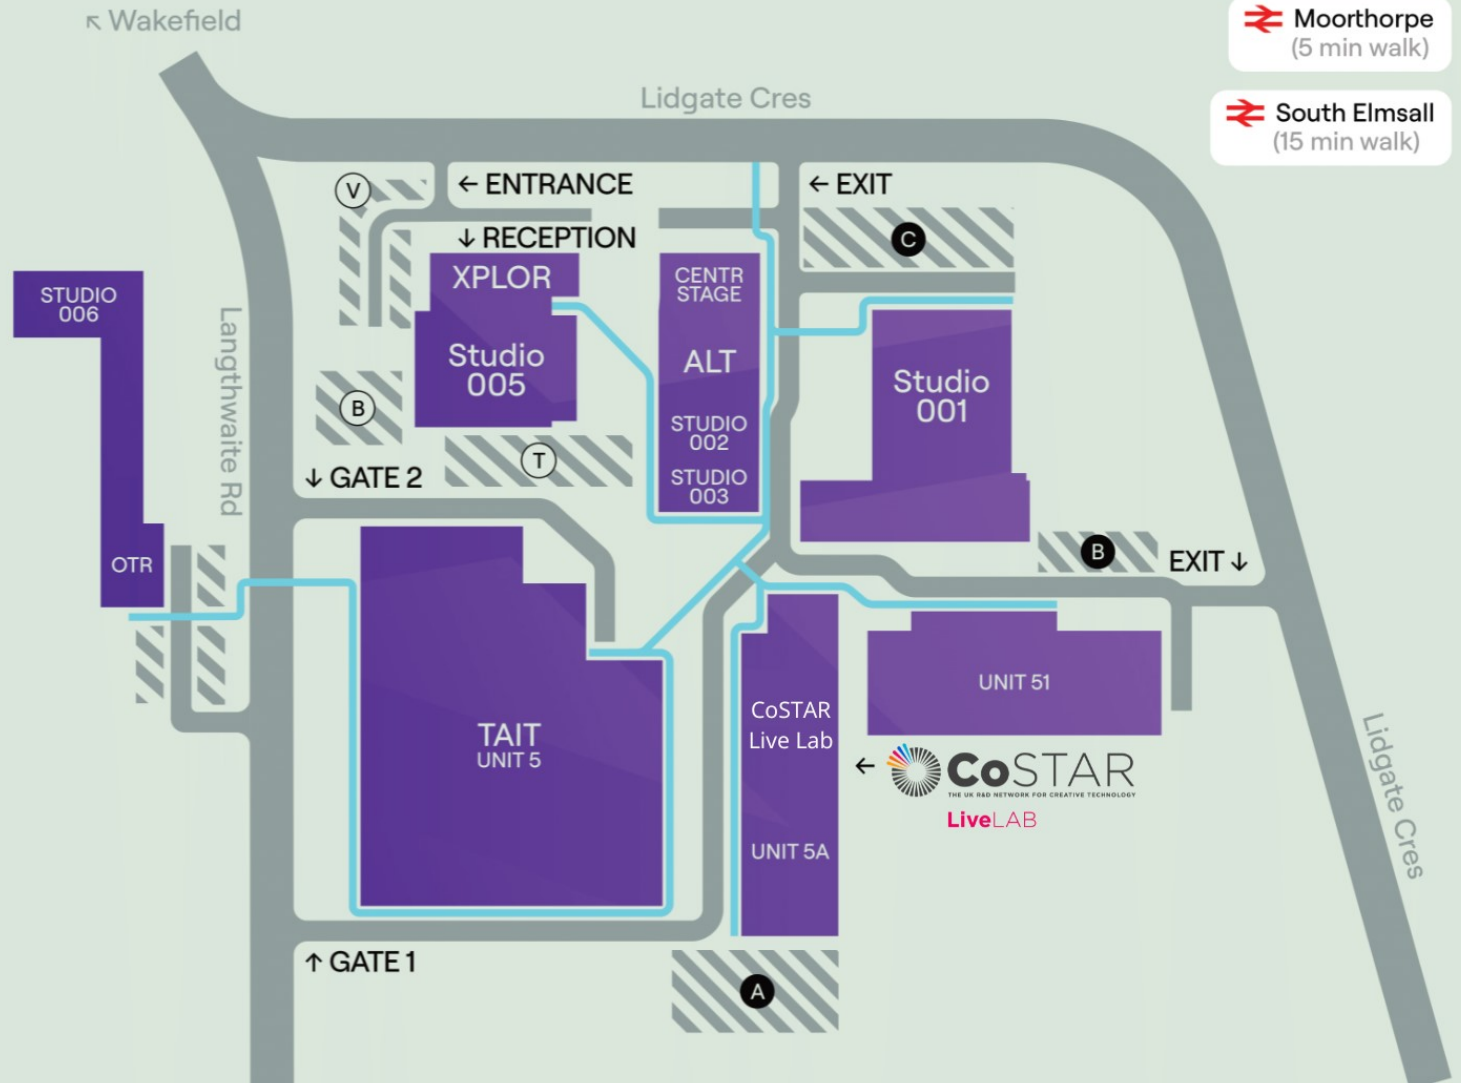 ↖ Wakefield
Moorthorpe
(5 min walk)
South Elmsall
(15 min walk)
Lidgate Cres
V
← ENTRANCE
← EXIT
C
↓ RECEPTION
XPLOR
Studio
005
CENTR
STAGE
ALT
STUDIO
002
STUDIO
003
Studio
001
STUDIO
006
Langthwaite Rd
B
T
↓ GATE 2
OTR
B
EXIT ↓
TAIT
UNIT 5
CoSTAR
Live Lab
UNIT 5A
UNIT 51
← CoSTAR
THE UK R&D NETWORK FOR CREATIVE TECHNOLOGY
LiveLAB
Lidgate Cres
↑ GATE 1
A